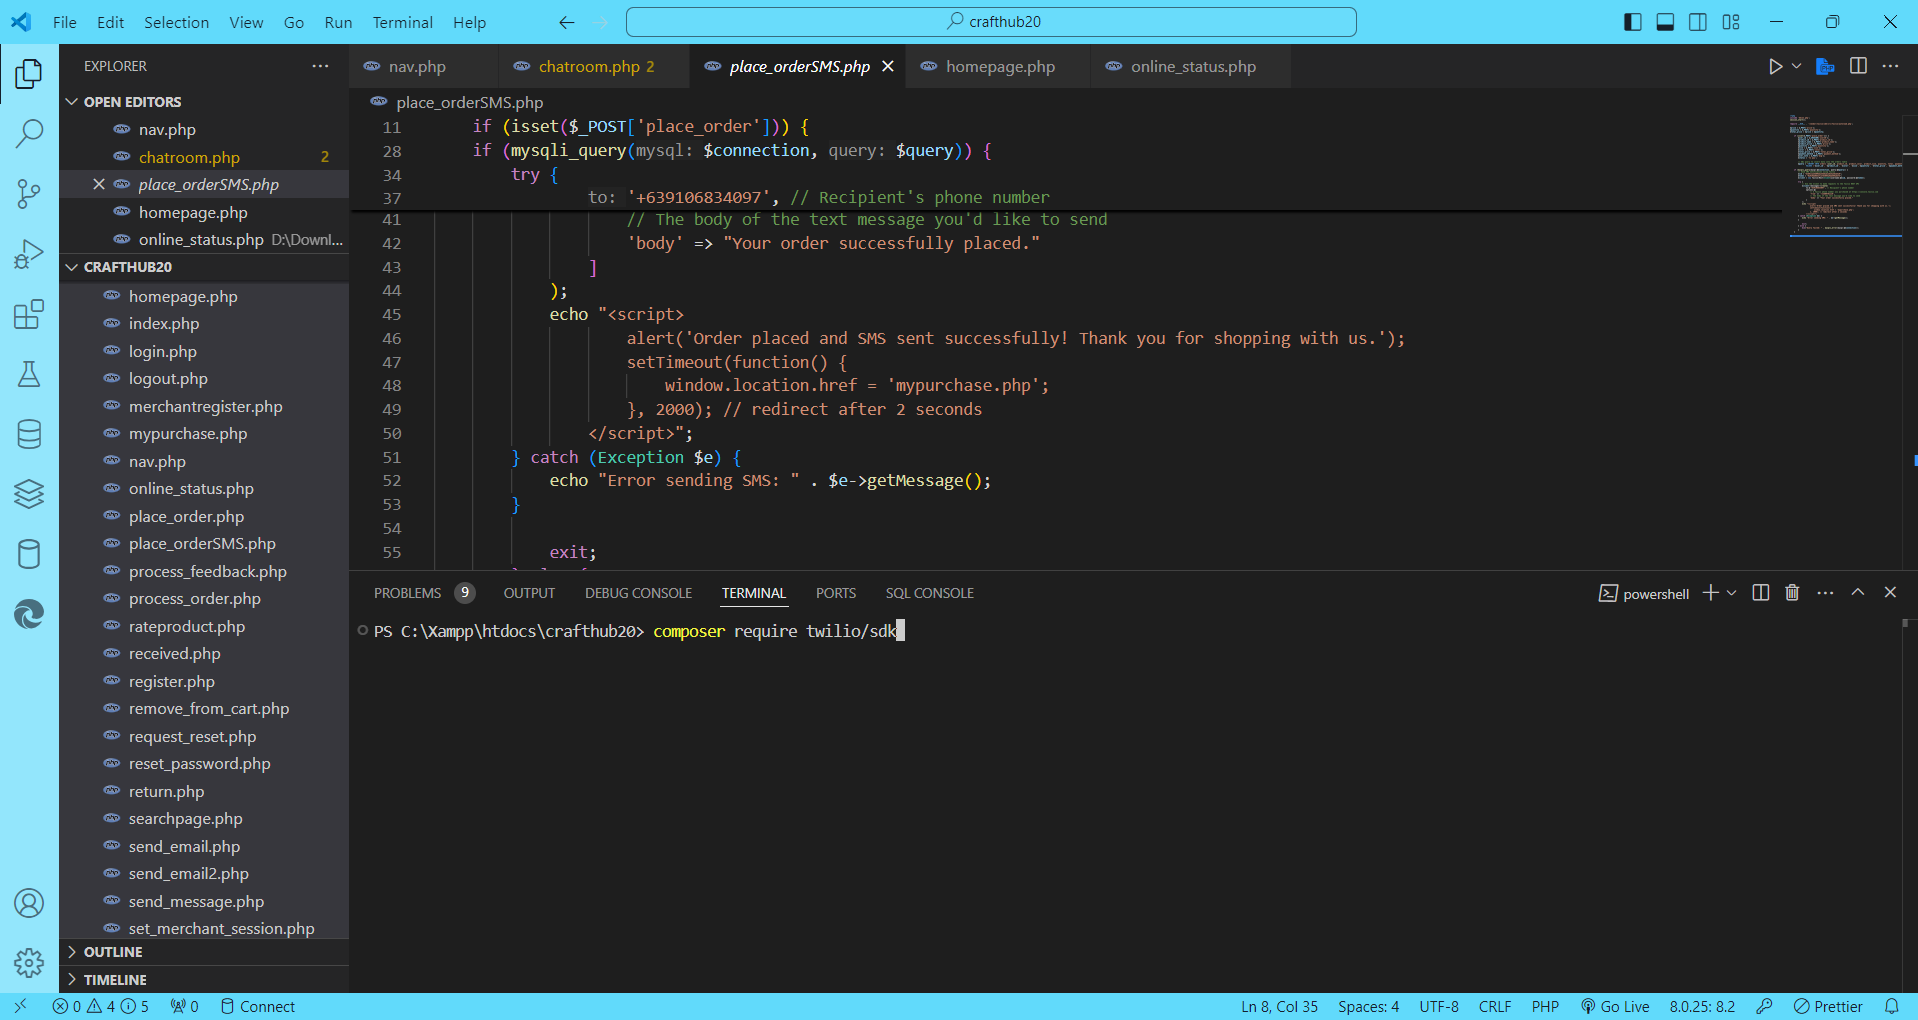 File Edit Selection View Go Run Terminal Help
crafthub20
EXPLORER
OPEN EDITORS
nav.php
chatroom.php 2
place_orderSMS.php
homepage.php
online_status.php D:\Downl...
CRAFTHUB20
homepage.php
index.php
login.php
logout.php
merchantregister.php
mypurchase.php
nav.php
online_status.php
place_order.php
place_orderSMS.php
process_feedback.php
process_order.php
rateproduct.php
received.php
register.php
remove_from_cart.php
request_reset.php
reset_password.php
return.php
searchpage.php
send_email.php
send_email2.php
send_message.php
set_merchant_session.php
OUTLINE
TIMELINE
nav.php chatroom.php 2 place_orderSMS.php homepage.php online_status.php
place_orderSMS.php
11 if (isset($_POST['place_order'])) {
28 if (mysqli_query(mysql: $connection, query: $query)) {
34 try {
37 to: '+639106834097', // Recipient's phone number
41 // The body of the text message you'd like to send
42 'body' => "Your order successfully placed."
43 ]
44 );
45 echo "<script>
46 alert('Order placed and SMS sent successfully! Thank you for shopping with us.');
47 setTimeout(function() {
48 window.location.href = 'mypurchase.php';
49 }, 2000); // redirect after 2 seconds
50 </script>";
51 } catch (Exception $e) {
52 echo "Error sending SMS: " . $e->getMessage();
53 }
54
55 exit;
PROBLEMS 9 OUTPUT DEBUG CONSOLE TERMINAL PORTS SQL CONSOLE
powershell
PS C:\Xampp\htdocs\crafthub20> composer require twilio/sdk
0 4 5 0 Connect
Ln 8, Col 35 Spaces: 4 UTF-8 CRLF PHP Go Live 8.0.25: 8.2 Prettier